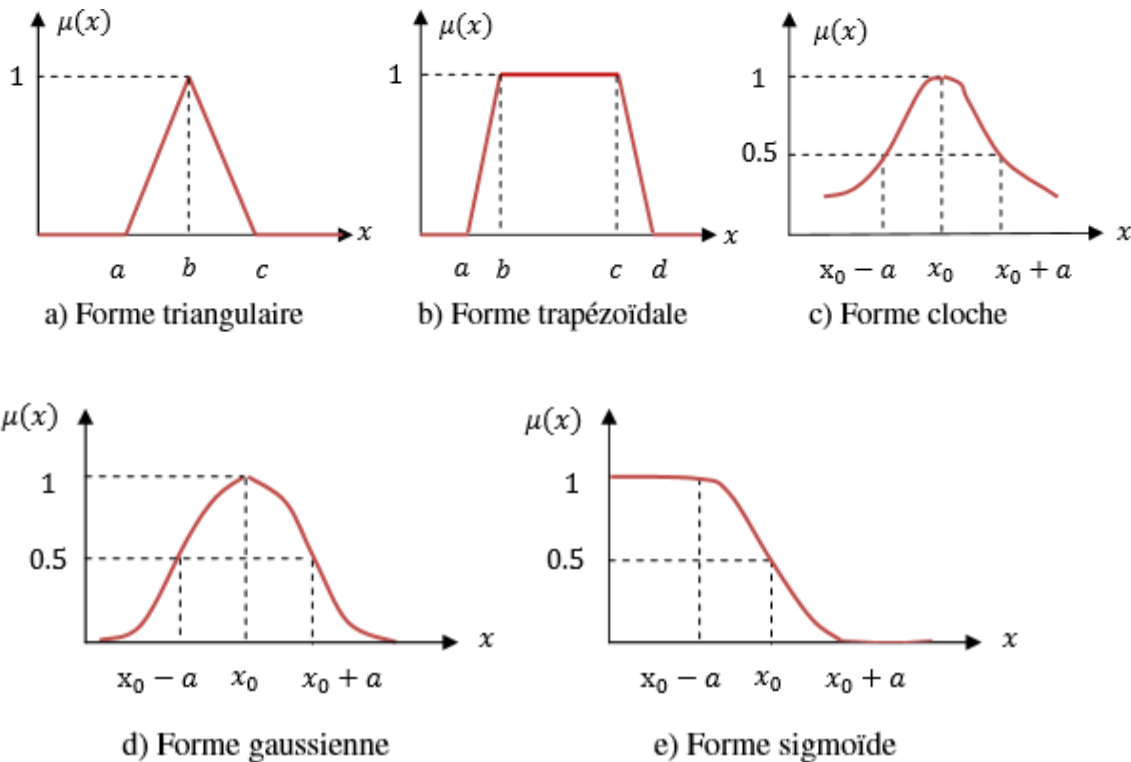 μ(x) μ(x) μ(x)
1 1 1
0.5
x x x
a b c a b c d x₀ − a x₀ x₀ + a
a) Forme triangulaire b) Forme trapézoïdale c) Forme cloche
μ(x) μ(x)
1 1
0.5 0.5
x x
x₀ − a x₀ x₀ + a x₀ − a x₀ x₀ + a
d) Forme gaussienne e) Forme sigmoïde